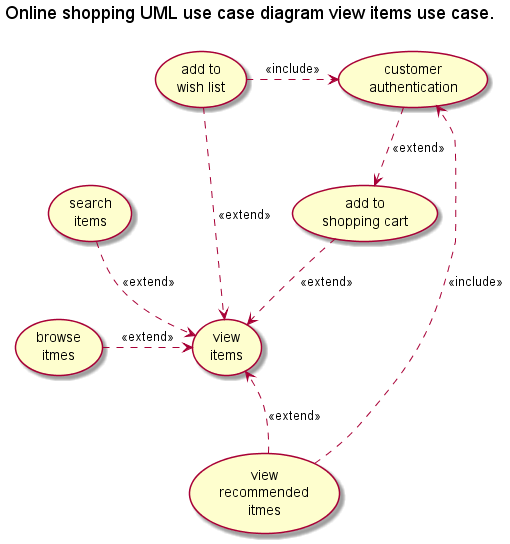 Online shopping UML use case diagram view items use case.
add to
wish list
«include»
customer
authentication
«extend»
search
items
«extend»
add to
shopping cart
«extend»
«extend»
«include»
browse
itmes
«extend»
view
items
«extend»
view
recommended
itmes